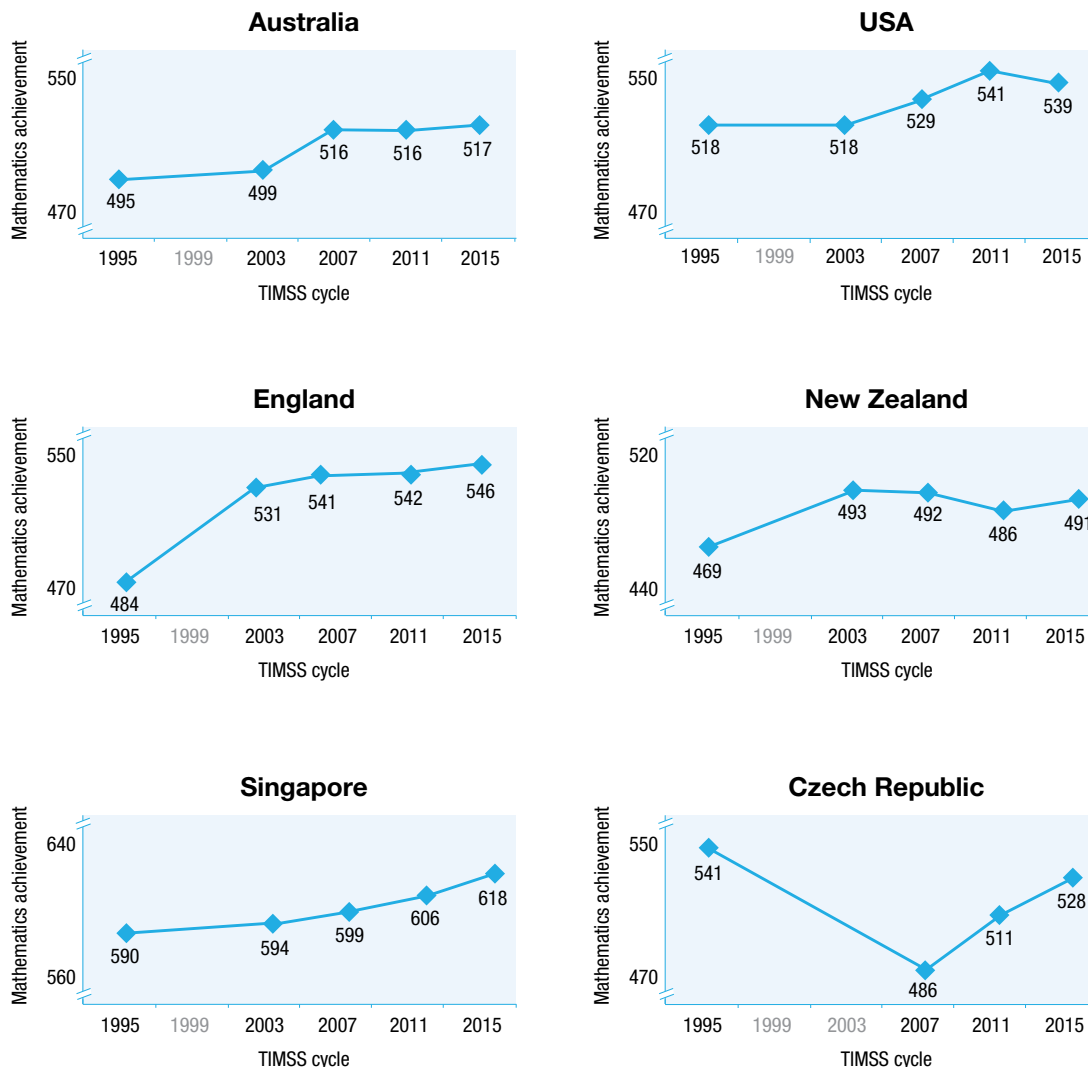 Australia
Mathematics achievement
550
470
495
499
516
516
517
1995 1999 2003 2007 2011 2015
TIMSS cycle
USA
Mathematics achievement
550
470
518
518
529
541
539
1995 1999 2003 2007 2011 2015
TIMSS cycle
England
Mathematics achievement
550
470
484
531
541
542
546
1995 1999 2003 2007 2011 2015
TIMSS cycle
New Zealand
Mathematics achievement
520
440
469
493
492
486
491
1995 1999 2003 2007 2011 2015
TIMSS cycle
Singapore
Mathematics achievement
640
560
590
594
599
606
618
1995 1999 2003 2007 2011 2015
TIMSS cycle
Czech Republic
Mathematics achievement
550
470
541
486
511
528
1995 1999 2003 2007 2011 2015
TIMSS cycle